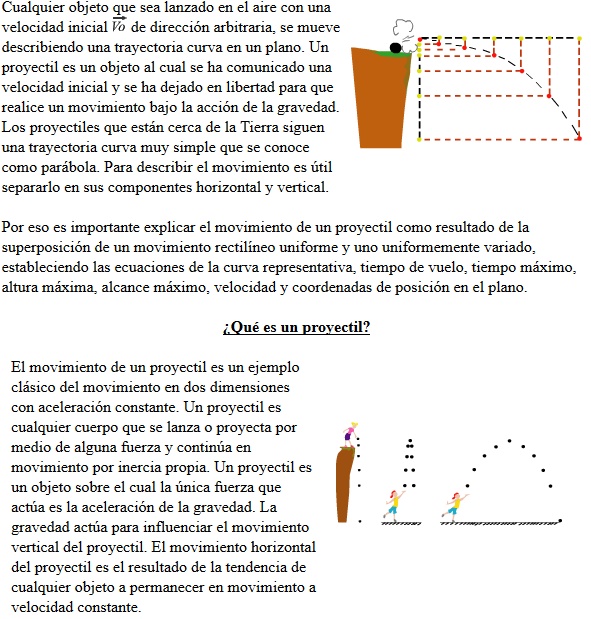 Cualquier objeto que sea lanzado en el aire con una
velocidad inicial Vo de dirección arbitraria, se mueve
describiendo una trayectoria curva en un plano. Un
proyectil es un objeto al cual se ha comunicado una
velocidad inicial y se ha dejado en libertad para que
realice un movimiento bajo la acción de la gravedad.
Los proyectiles que están cerca de la Tierra siguen
una trayectoria curva muy simple que se conoce
como parábola. Para describir el movimiento es útil
separarlo en sus componentes horizontal y vertical.
Por eso es importante explicar el movimiento de un proyectil como resultado de la
superposición de un movimiento rectilíneo uniforme y uno uniformemente variado,
estableciendo las ecuaciones de la curva representativa, tiempo de vuelo, tiempo máximo,
altura máxima, alcance máximo, velocidad y coordenadas de posición en el plano.
¿Qué es un proyectil?
El movimiento de un proyectil es un ejemplo
clásico del movimiento en dos dimensiones
con aceleración constante. Un proyectil es
cualquier cuerpo que se lanza o proyecta por
medio de alguna fuerza y continúa en
movimiento por inercia propia. Un proyectil es
un objeto sobre el cual la única fuerza que
actúa es la aceleración de la gravedad. La
gravedad actúa para influenciar el movimiento
vertical del proyectil. El movimiento horizontal
del proyectil es el resultado de la tendencia de
cualquier objeto a permanecer en movimiento a
velocidad constante.